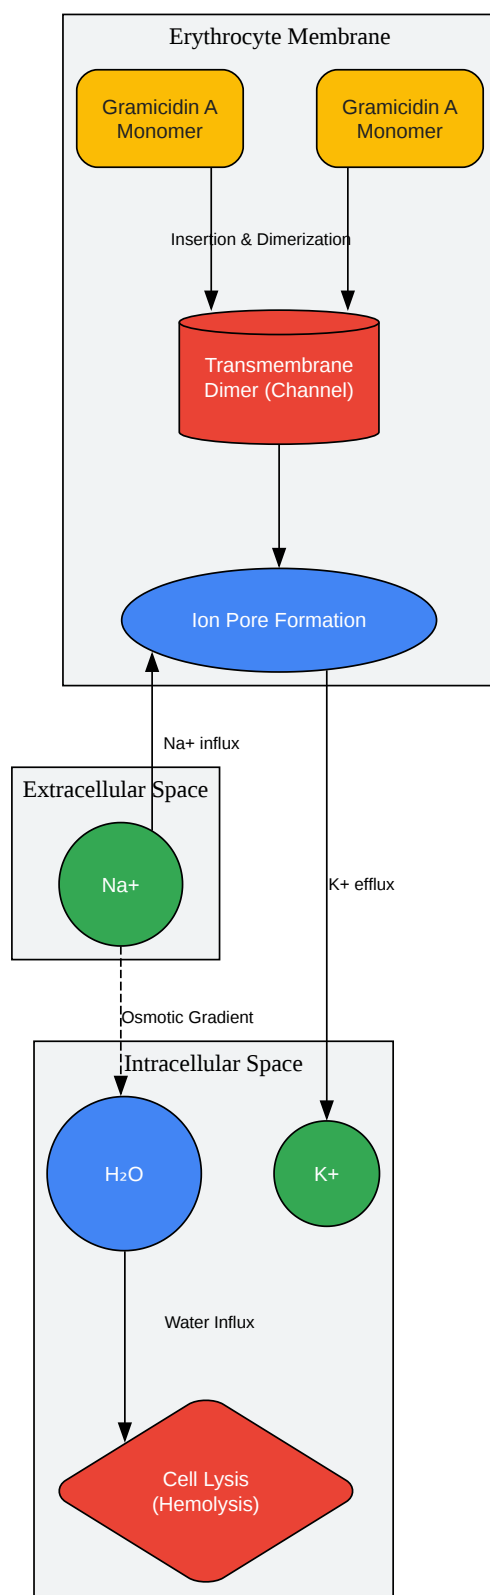 Erythrocyte Membrane
Gramicidin A
Monomer
Gramicidin A
Monomer
Insertion & Dimerization
Transmembrane
Dimer (Channel)
Ion Pore Formation
Na+ influx
Extracellular Space
Na+
K+ efflux
Osmotic Gradient
Intracellular Space
H₂O
K+
Water Influx
Cell Lysis
(Hemolysis)